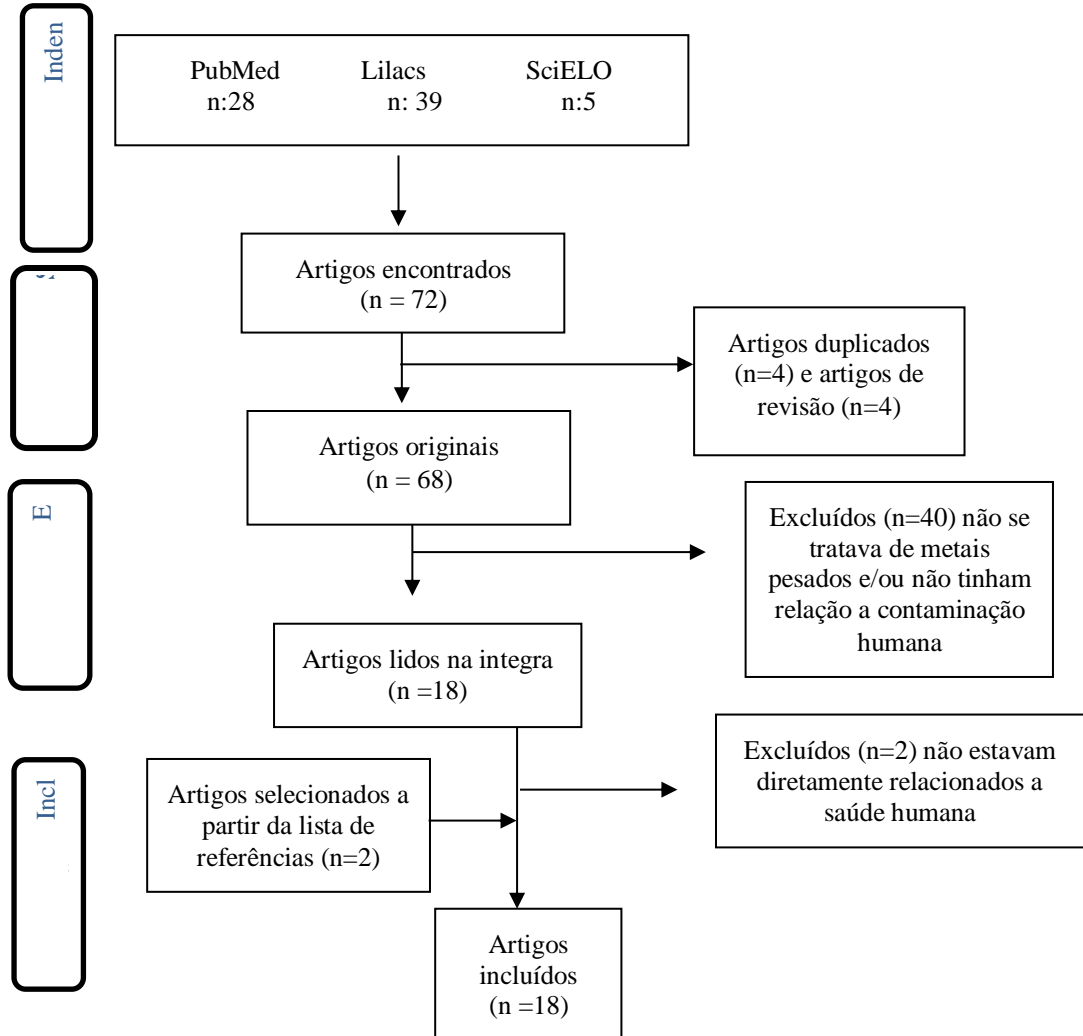 Inden
PubMed Lilacs SciELO
n:28 n: 39 n:5
Artigos encontrados
(n = 72)
Artigos duplicados
(n=4) e artigos de
revisão (n=4)
Artigos originais
(n = 68)
E
Excluídos (n=40) não se
tratava de metais
pesados e/ou não tinham
relação a contaminação
humana
Artigos lidos na integra
(n =18)
Incl
Excluídos (n=2) não estavam
diretamente relacionados a
saúde humana
Artigos selecionados a
partir da lista de
referências (n=2)
Artigos
incluídos
(n =18)